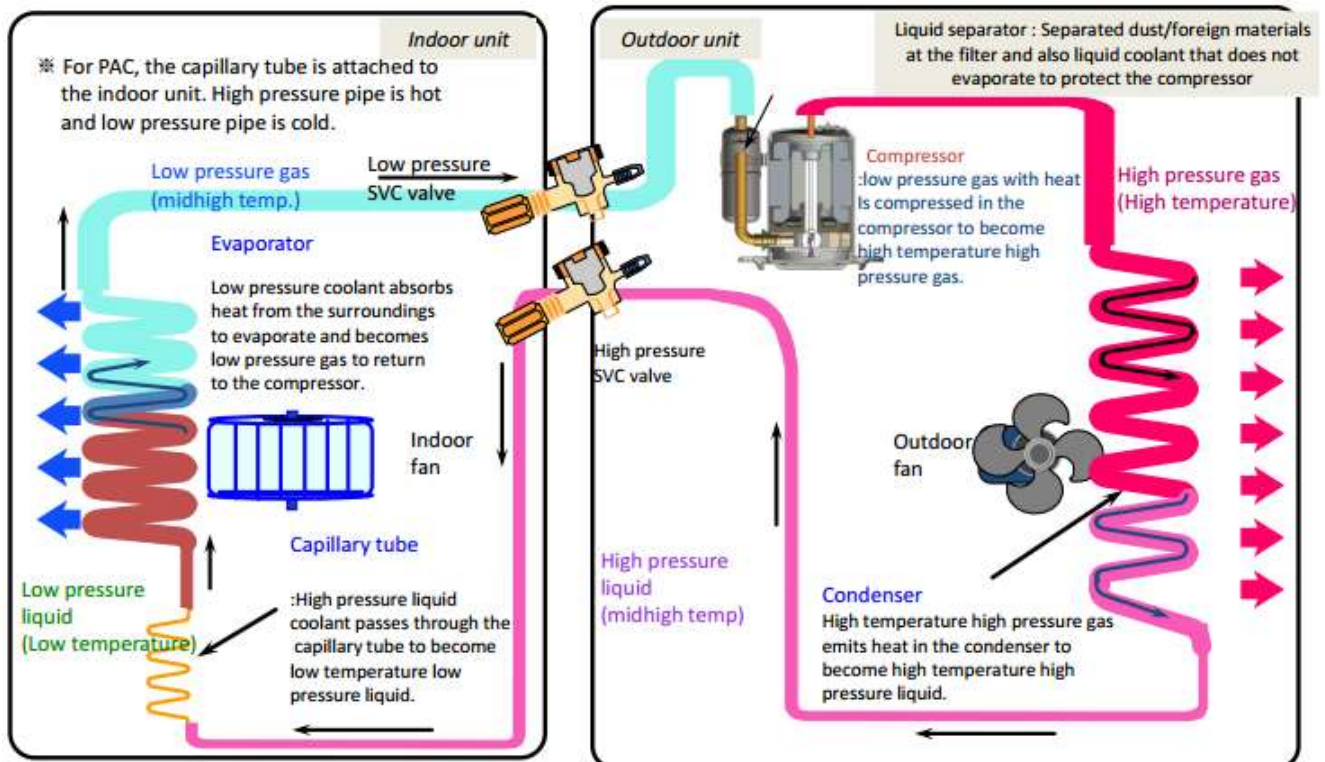 Indoor unit
※ For PAC, the capillary tube is attached to
the indoor unit. High pressure pipe is hot
and low pressure pipe is cold.
Low pressure gas
(midhigh temp.)
Low pressure
SVC valve
Evaporator
Low pressure coolant absorbs
heat from the surroundings
to evaporate and becomes
low pressure gas to return
to the compressor.
Indoor
fan
Capillary tube
:High pressure liquid
coolant passes through the
capillary tube to become
low temperature low
pressure liquid.
Low pressure
liquid
(Low temperature)
Outdoor unit
Liquid separator : Separated dust/foreign materials
at the filter and also liquid coolant that does not
evaporate to protect the compressor
Compressor
:low pressure gas with heat
Is compressed in the
compressor to become
high temperature high
pressure gas.
High pressure gas
(High temperature)
High pressure
SVC valve
Outdoor
fan
High pressure
liquid
(midhigh temp)
Condenser
High temperature high pressure gas
emits heat in the condenser to
become high temperature high
pressure liquid.